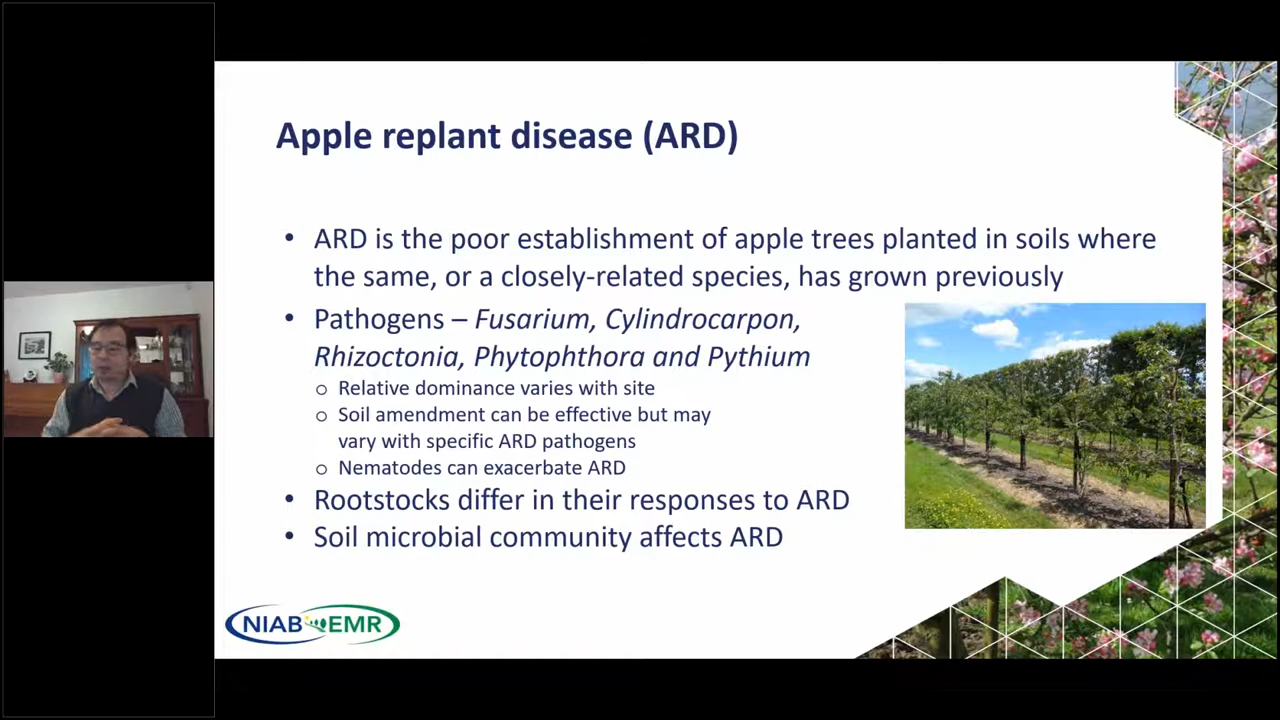 Apple replant disease (ARD)
• ARD is the poor establishment of apple trees planted in soils where
the same, or a closely-related species, has grown previously
• Pathogens – Fusarium, Cylindrocarpon,
Rhizoctonia, Phytophthora and Pythium
o Relative dominance varies with site
o Soil amendment can be effective but may
vary with specific ARD pathogens
o Nematodes can exacerbate ARD
• Rootstocks differ in their responses to ARD
• Soil microbial community affects ARD
NIAB EMR